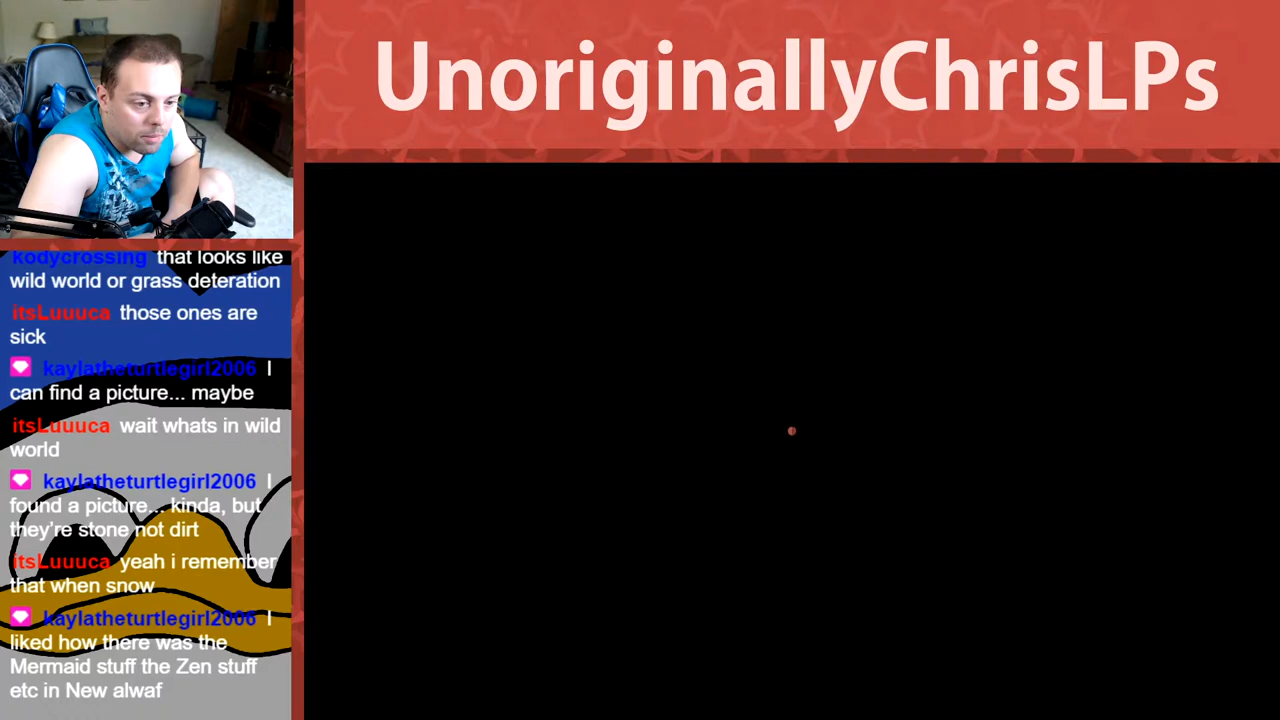 UnoriginallyChrisLPs
kodycrossing that looks like
wild world or grass deteration
itsLuuuca those ones are
sick
kaylatheturtlegirl2006 I
can find a picture... maybe
itsLuuuca wait whats in wild
world
kaylatheturtlegirl2006 I
found a picture... kinda, but
they're stone not dirt
itsLuuuca yeah i remember
that when snow
kaylatheturtlegirl2006 I
liked how there was the
Mermaid stuff the Zen stuff
etc in New alwaf